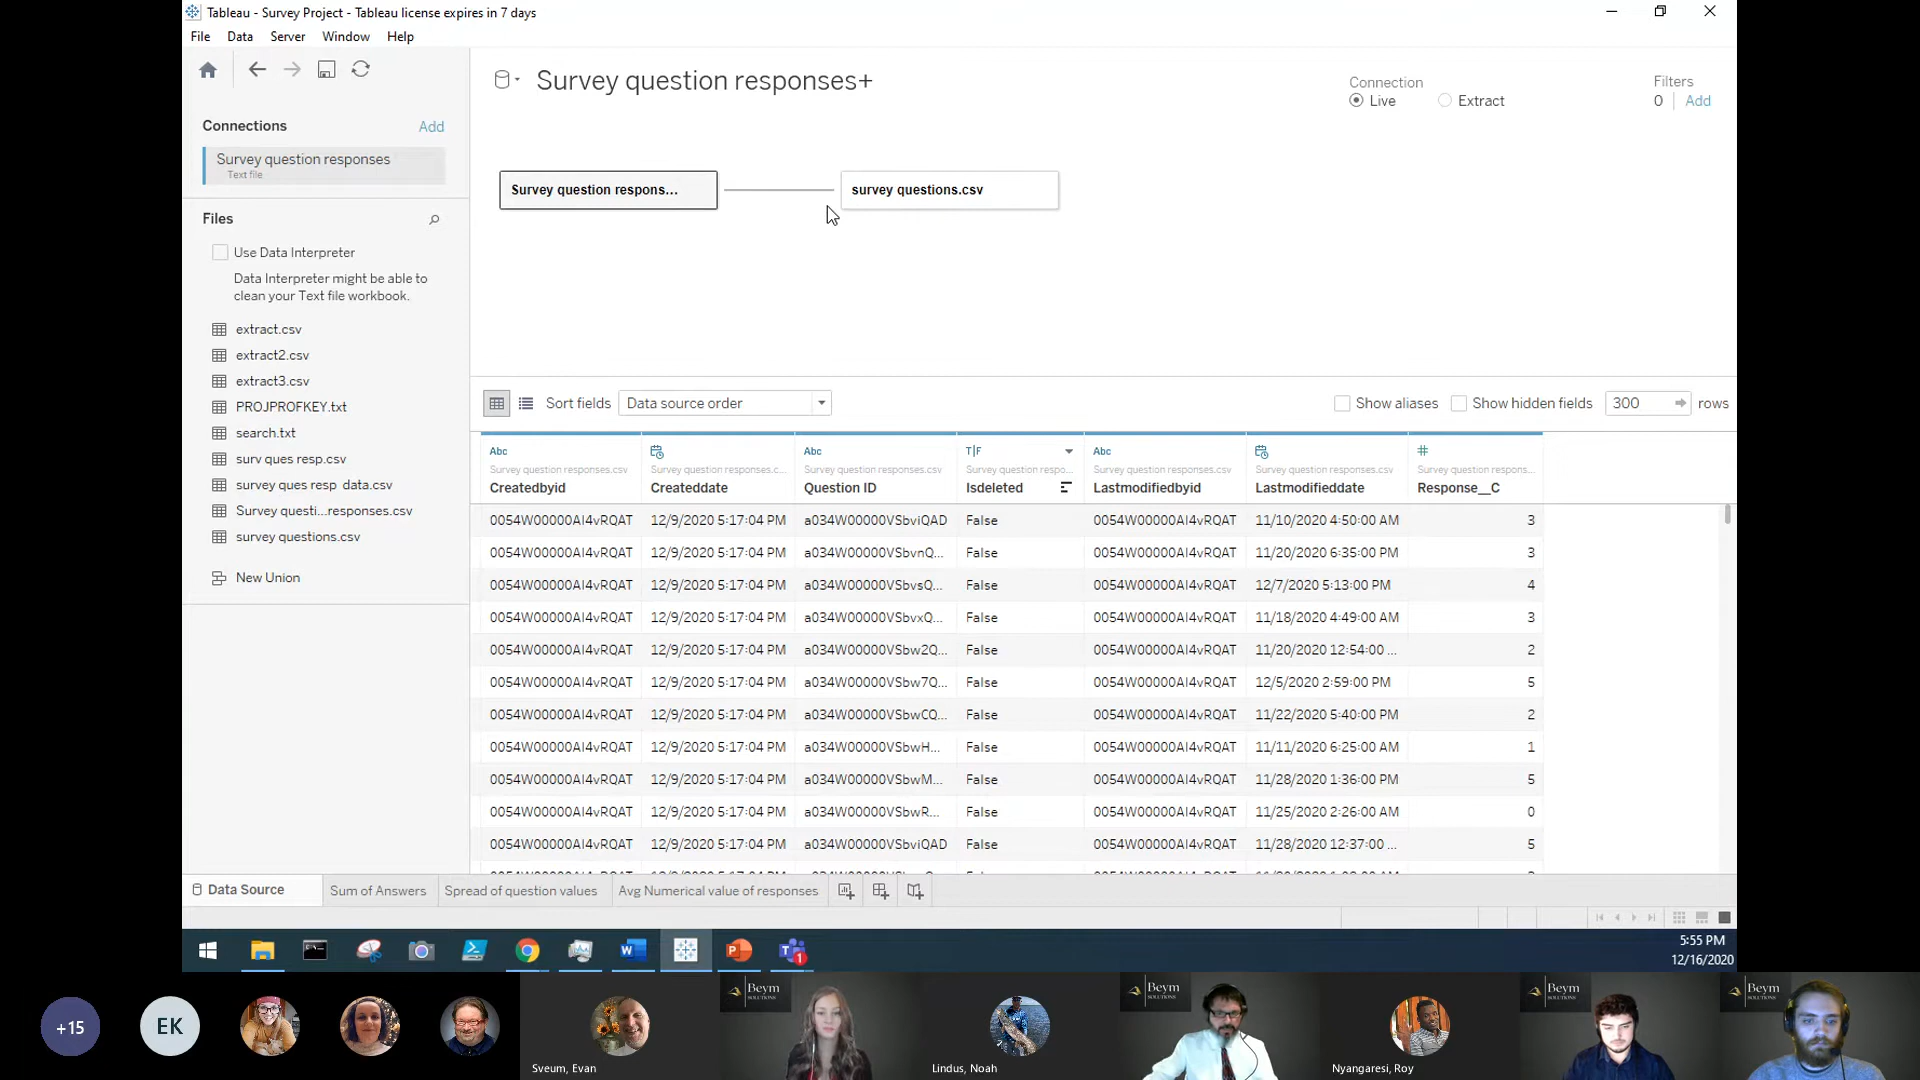 Tableau - Survey Project - Tableau license expires in 7 days
File Data Server Window Help
Survey question responses+
Connection
Live Extract
Filters
0 Add
Connections Add
Survey question responses
Text file
Survey question respons...
survey questions.csv
Files
Use Data Interpreter
Data Interpreter might be able to
clean your Text file workbook.
extract.csv
extract2.csv
extract3.csv
PROJPROFKEY.txt
search.txt
surv ques resp.csv
survey ques resp data.csv
Survey questi...responses.csv
survey questions.csv
New Union
Sort fields Data source order Show aliases Show hidden fields 300 rows
Abc Abc T|F Abc #
Survey question responses.csv Survey question responses.c... Survey question responses.csv Survey question respo... Survey question responses.csv Survey question responses.csv Survey question respons...
Createdbyid Createddate Question ID Isdeleted Lastmodifiedbyid Lastmodifieddate Response__C
0054W00000AI4vRQAT 12/9/2020 5:17:04 PM a034W00000VSbviQAD False 0054W00000AI4vRQAT 11/10/2020 4:50:00 AM 3
0054W00000AI4vRQAT 12/9/2020 5:17:04 PM a034W00000VSbvnQ... False 0054W00000AI4vRQAT 11/20/2020 6:35:00 PM 3
0054W00000AI4vRQAT 12/9/2020 5:17:04 PM a034W00000VSbvsQ... False 0054W00000AI4vRQAT 12/7/2020 5:13:00 PM 4
0054W00000AI4vRQAT 12/9/2020 5:17:04 PM a034W00000VSbvxQ... False 0054W00000AI4vRQAT 11/18/2020 4:49:00 AM 3
0054W00000AI4vRQAT 12/9/2020 5:17:04 PM a034W00000VSbw2Q... False 0054W00000AI4vRQAT 11/20/2020 12:54:00 ... 2
0054W00000AI4vRQAT 12/9/2020 5:17:04 PM a034W00000VSbw7Q... False 0054W00000AI4vRQAT 12/5/2020 2:59:00 PM 5
0054W00000AI4vRQAT 12/9/2020 5:17:04 PM a034W00000VSbwCQ... False 0054W00000AI4vRQAT 11/22/2020 5:40:00 PM 2
0054W00000AI4vRQAT 12/9/2020 5:17:04 PM a034W00000VSbwH... False 0054W00000AI4vRQAT 11/11/2020 6:25:00 AM 1
0054W00000AI4vRQAT 12/9/2020 5:17:04 PM a034W00000VSbwM... False 0054W00000AI4vRQAT 11/28/2020 1:36:00 PM 5
0054W00000AI4vRQAT 12/9/2020 5:17:04 PM a034W00000VSbwR... False 0054W00000AI4vRQAT 11/25/2020 2:26:00 AM 0
0054W00000AI4vRQAT 12/9/2020 5:17:04 PM a034W00000VSbviQAD False 0054W00000AI4vRQAT 11/28/2020 12:37:00 ... 5
Data Source Sum of Answers Spread of question values Avg Numerical value of responses
5:55 PM
12/16/2020
+15
EK
Beym
SOLUTIONS
Beym
SOLUTIONS
Beym
SOLUTIONS
Beym
SOLUTIONS
Sveum, Evan
Lindus, Noah
Nyangaresi, Roy